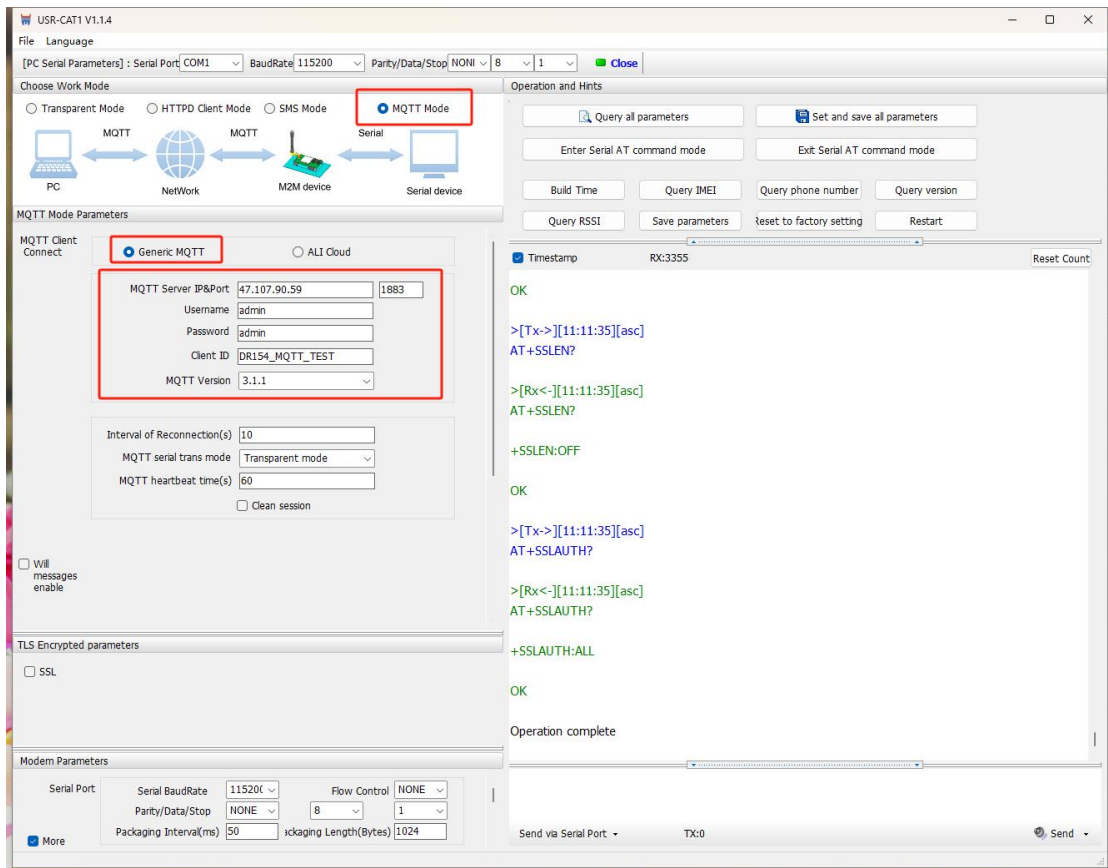 USR-CAT1 V1.1.4
File Language
[PC Serial Parameters] : Serial Port COM1 BaudRate 115200 Parity/Data/Stop NONI 8 1 Close
Choose Work Mode
Transparent Mode HTTPD Client Mode SMS Mode MQTT Mode
MQTT MQTT Serial
PC NetWork M2M device Serial device
MQTT Mode Parameters
MQTT Client
Connect
Generic MQTT ALI Cloud
MQTT Server IP&Port 47.107.90.59 1883
Username admin
Password admin
Client ID DR154_MQTT_TEST
MQTT Version 3.1.1
Interval of Reconnection(s) 10
MQTT serial trans mode Transparent mode
MQTT heartbeat time(s) 60
Clean session
Will
messages
enable
TLS Encrypted parameters
SSL
Modem Parameters
Serial Port
Serial BaudRate 11520( Flow Control NONE
Parity/Data/Stop NONE 8 1
Packaging Interval(ms) 50 ackaging Length(Bytes) 1024
More
Operation and Hints
Query all parameters Set and save all parameters
Enter Serial AT command mode Exit Serial AT command mode
Build Time Query IMEI Query phone number Query version
Query RSSI Save parameters Reset to factory setting Restart
Timestamp RX:3355 Reset Count
OK
>[Tx->][11:11:35][asc]
AT+SSLEN?
>[Rx<-][11:11:35][asc]
AT+SSLEN?
+SSLEN:OFF
OK
>[Tx->][11:11:35][asc]
AT+SSLAUTH?
>[Rx<-][11:11:35][asc]
AT+SSLAUTH?
+SSLAUTH:ALL
OK
Operation complete
Send via Serial Port TX:0 Send